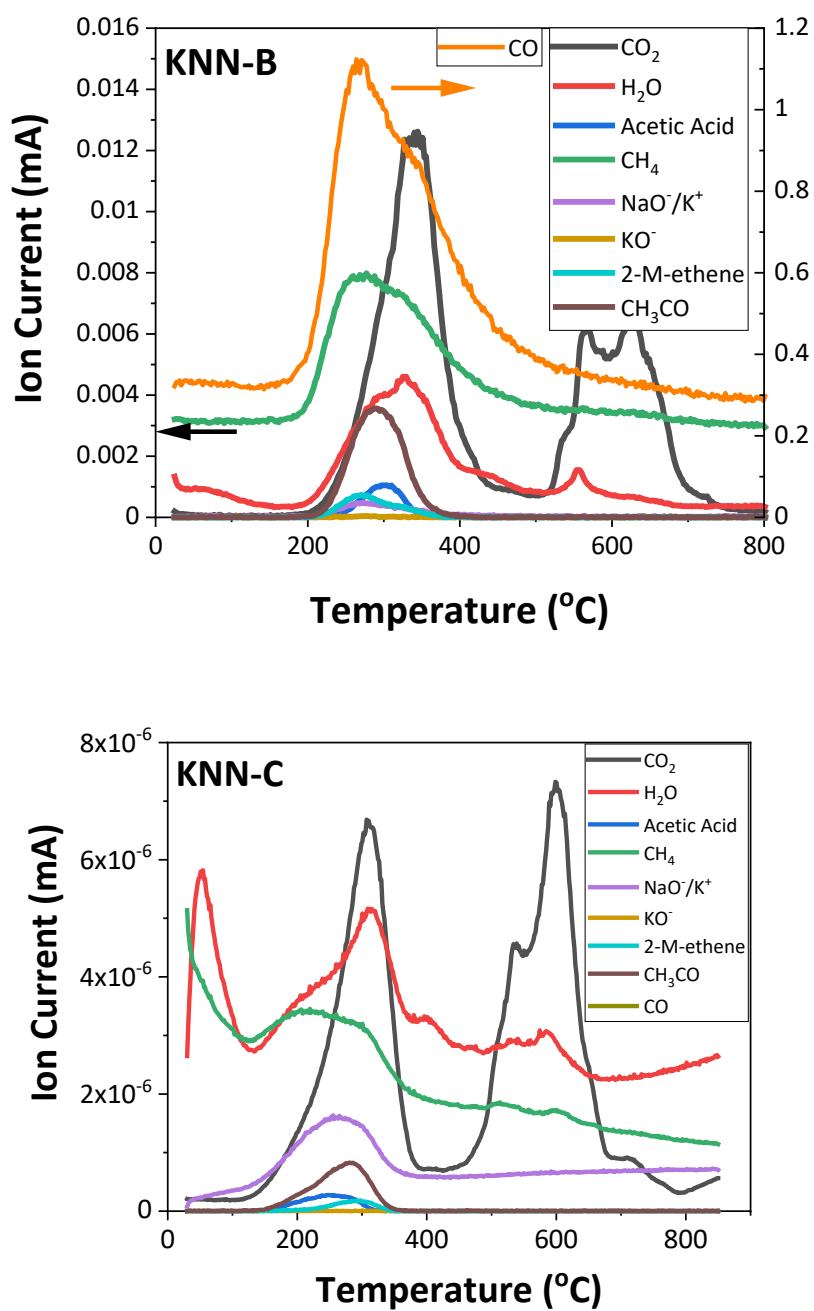 KNN-B
CO
CO₂
H₂O
Acetic Acid
CH₄
NaO⁻/K⁺
KO⁻
2-M-ethene
CH₃CO
0.016
0.014
0.012
0.01
0.008
0.006
0.004
0.002
0
1.2
1
0.8
0.6
0.4
0.2
0
Ion Current (mA)
0 200 400 600 800
Temperature (⁰C)
KNN-C
CO₂
H₂O
Acetic Acid
CH₄
NaO⁻/K⁺
KO⁻
2-M-ethene
CH₃CO
CO
8x10⁻⁶
6x10⁻⁶
4x10⁻⁶
2x10⁻⁶
0
Ion Current (mA)
0 200 400 600 800
Temperature (⁰C)